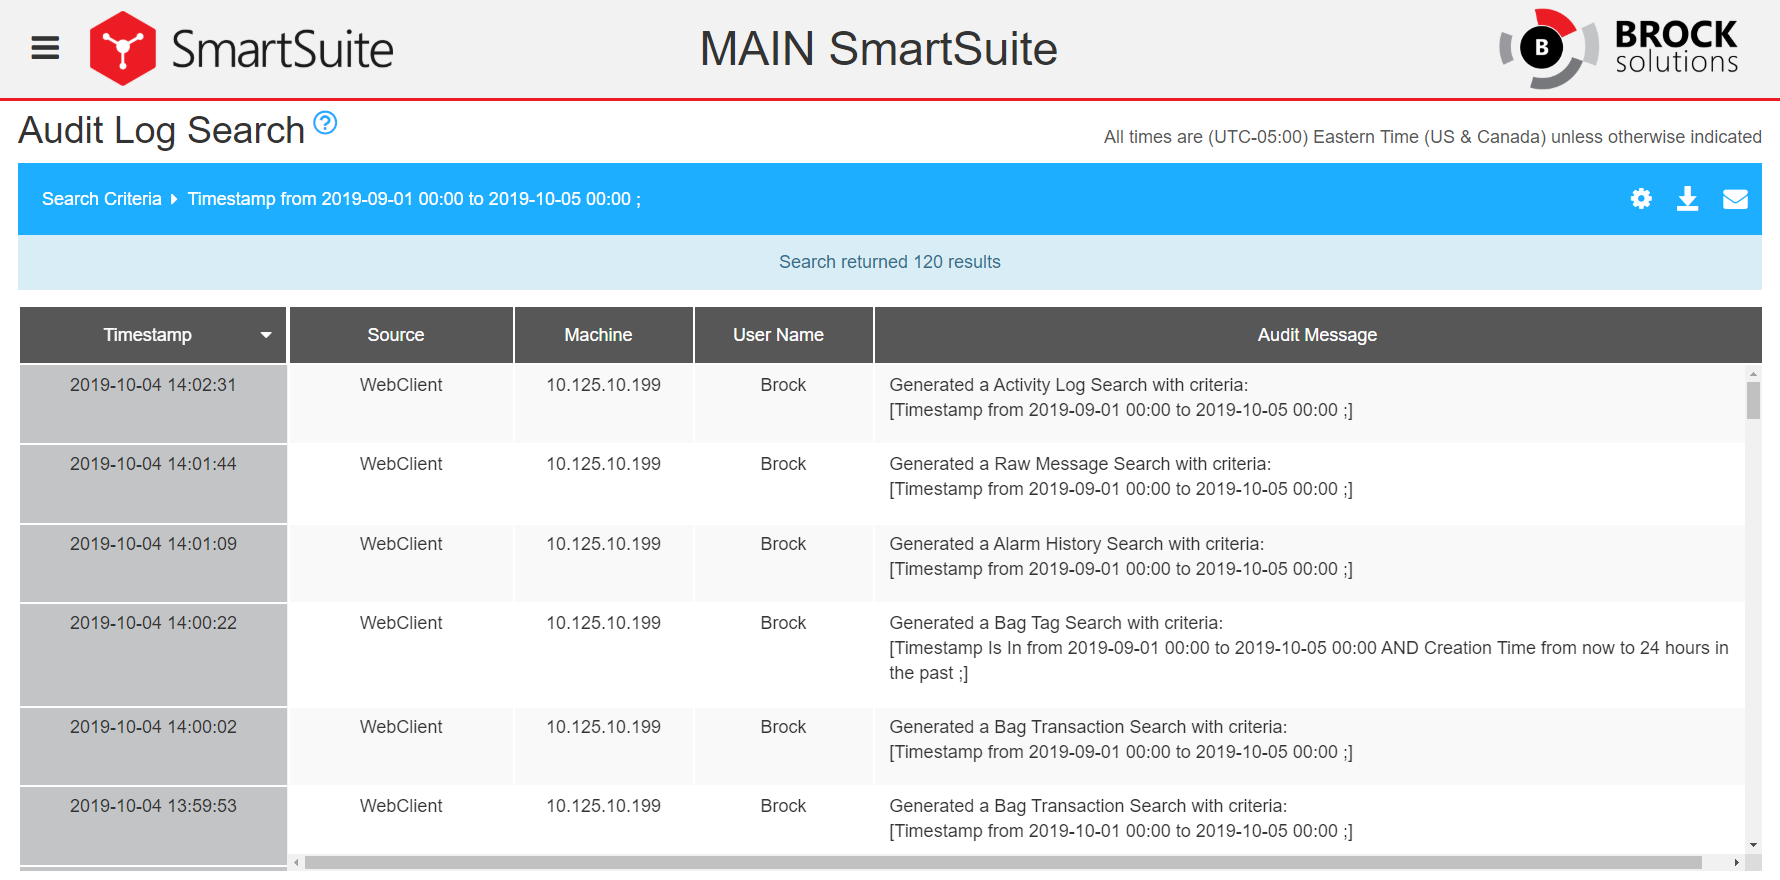 SmartSuite
MAIN SmartSuite
B
BROCK
solutions
Audit Log Search ?
All times are (UTC-05:00) Eastern Time (US & Canada) unless otherwise indicated
Search Criteria Timestamp from 2019-09-01 00:00 to 2019-10-05 00:00 ;
Search returned 120 results
Timestamp Source Machine User Name Audit Message
2019-10-04 14:02:31 WebClient 10.125.10.199 Brock Generated a Activity Log Search with criteria:
[Timestamp from 2019-09-01 00:00 to 2019-10-05 00:00 ;]
2019-10-04 14:01:44 WebClient 10.125.10.199 Brock Generated a Raw Message Search with criteria:
[Timestamp from 2019-09-01 00:00 to 2019-10-05 00:00 ;]
2019-10-04 14:01:09 WebClient 10.125.10.199 Brock Generated a Alarm History Search with criteria:
[Timestamp from 2019-09-01 00:00 to 2019-10-05 00:00 ;]
2019-10-04 14:00:22 WebClient 10.125.10.199 Brock Generated a Bag Tag Search with criteria:
[Timestamp Is In from 2019-09-01 00:00 to 2019-10-05 00:00 AND Creation Time from now to 24 hours in
the past ;]
2019-10-04 14:00:02 WebClient 10.125.10.199 Brock Generated a Bag Transaction Search with criteria:
[Timestamp from 2019-09-01 00:00 to 2019-10-05 00:00 ;]
2019-10-04 13:59:53 WebClient 10.125.10.199 Brock Generated a Bag Transaction Search with criteria:
[Timestamp from 2019-10-01 00:00 to 2019-10-05 00:00 ;]